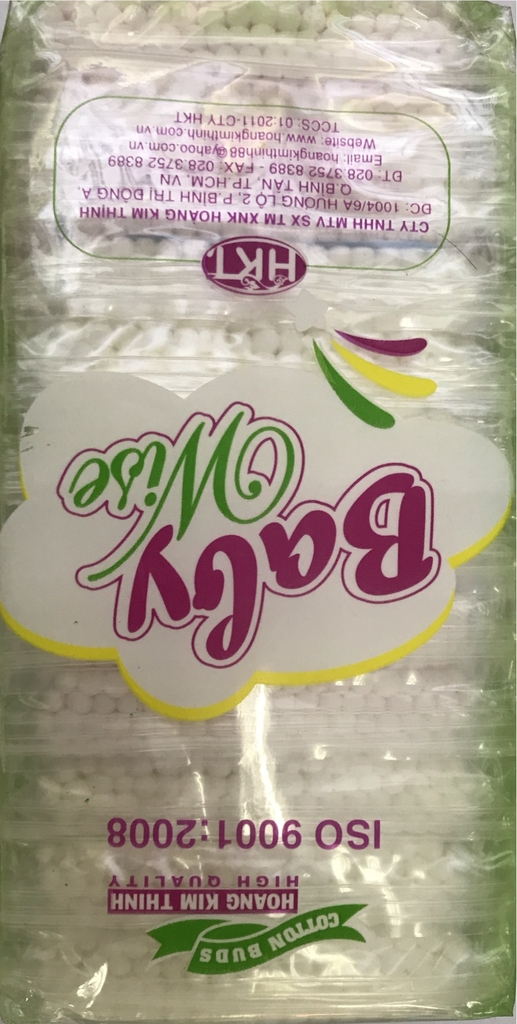 COTTON BUDS
HOANG KIM THINH
HIGH QUALITY
ISO 9001:2008
Baby
Wise
HKT.
CTY TNHH MTV SX TM XNK HOÀNG KIM THỊNH
ĐC: 1004/6A HƯƠNG LỘ 2, P.BÌNH TRỊ ĐÔNG A
Q.BÌNH TÂN, TP.HCM, VN
ĐT: 028.3752 8389 - FAX: 028.3752 8389
Email: hoangkimthinh88@yahoo.com.vn
Website: www.hoangkimthinh.com.vn
TCCS: 01:2011-CTY HKT